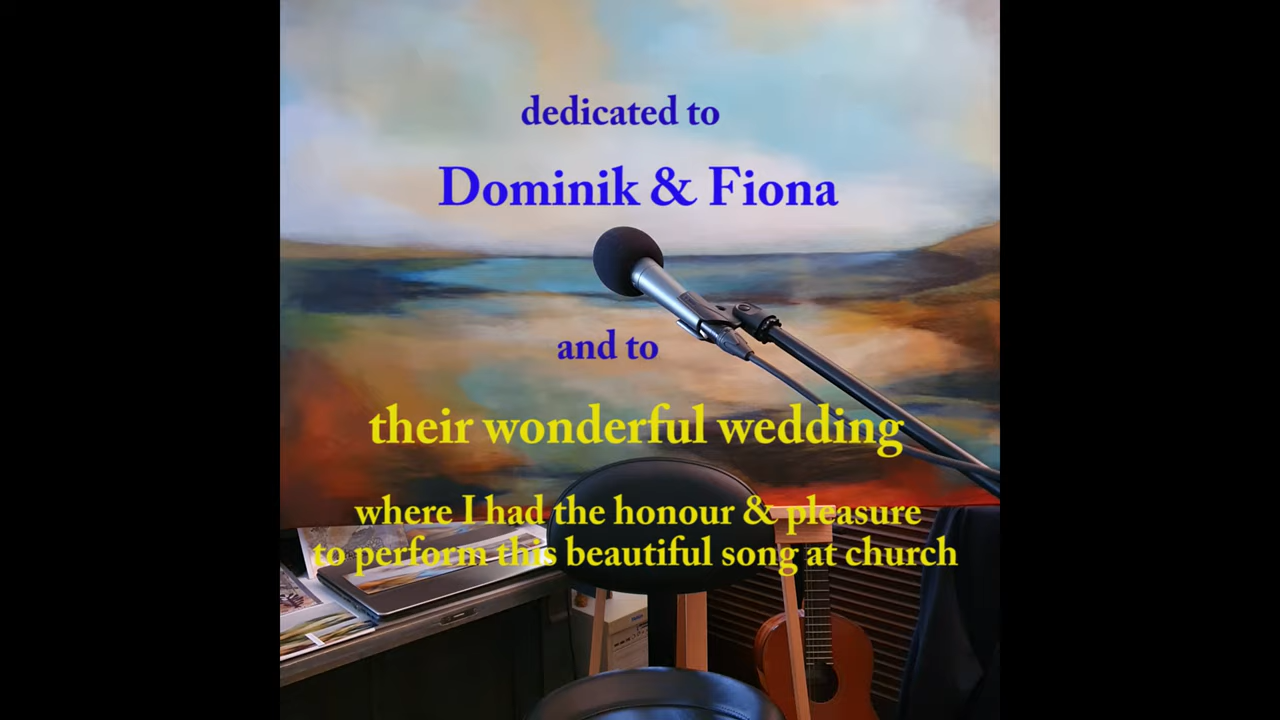 dedicated to
Dominik & Fiona
and to
their wonderful wedding
where I had the honour & pleasure
to perform this beautiful song at church